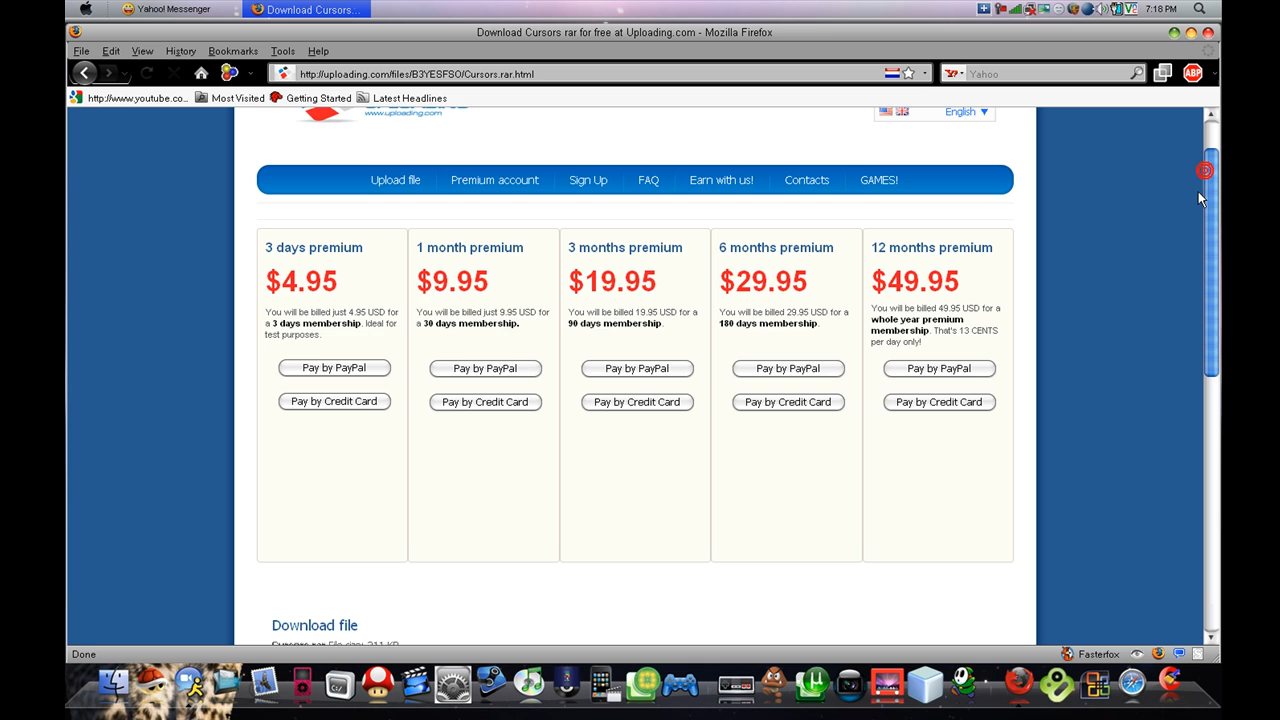 Yahoo! Messenger
Download Cursors...
7:18 PM
Download Cursors rar for free at Uploading.com - Mozilla Firefox
File Edit View History Bookmarks Tools Help
http://uploading.com/files/B3YESFSO/Cursors.rar.html
Yahoo
ABP
http://www.youtube.co... Most Visited Getting Started Latest Headlines
www.uploading.com
English
Upload file Premium account Sign Up FAQ Earn with us! Contacts GAMES!
3 days premium
$4.95
You will be billed just 4.95 USD for
a 3 days membership. Ideal for
test purposes.
Pay by PayPal
Pay by Credit Card
1 month premium
$9.95
You will be billed just 9.95 USD for
a 30 days membership.
Pay by PayPal
Pay by Credit Card
3 months premium
$19.95
You will be billed 19.95 USD for a
90 days membership.
Pay by PayPal
Pay by Credit Card
6 months premium
$29.95
You will be billed 29.95 USD for a
180 days membership.
Pay by PayPal
Pay by Credit Card
12 months premium
$49.95
You will be billed 49.95 USD for a
whole year premium
membership. That's 13 CENTS
per day only!
Pay by PayPal
Pay by Credit Card
Download file
Cursors rar File size: 211 KB
Done
Fasterfox